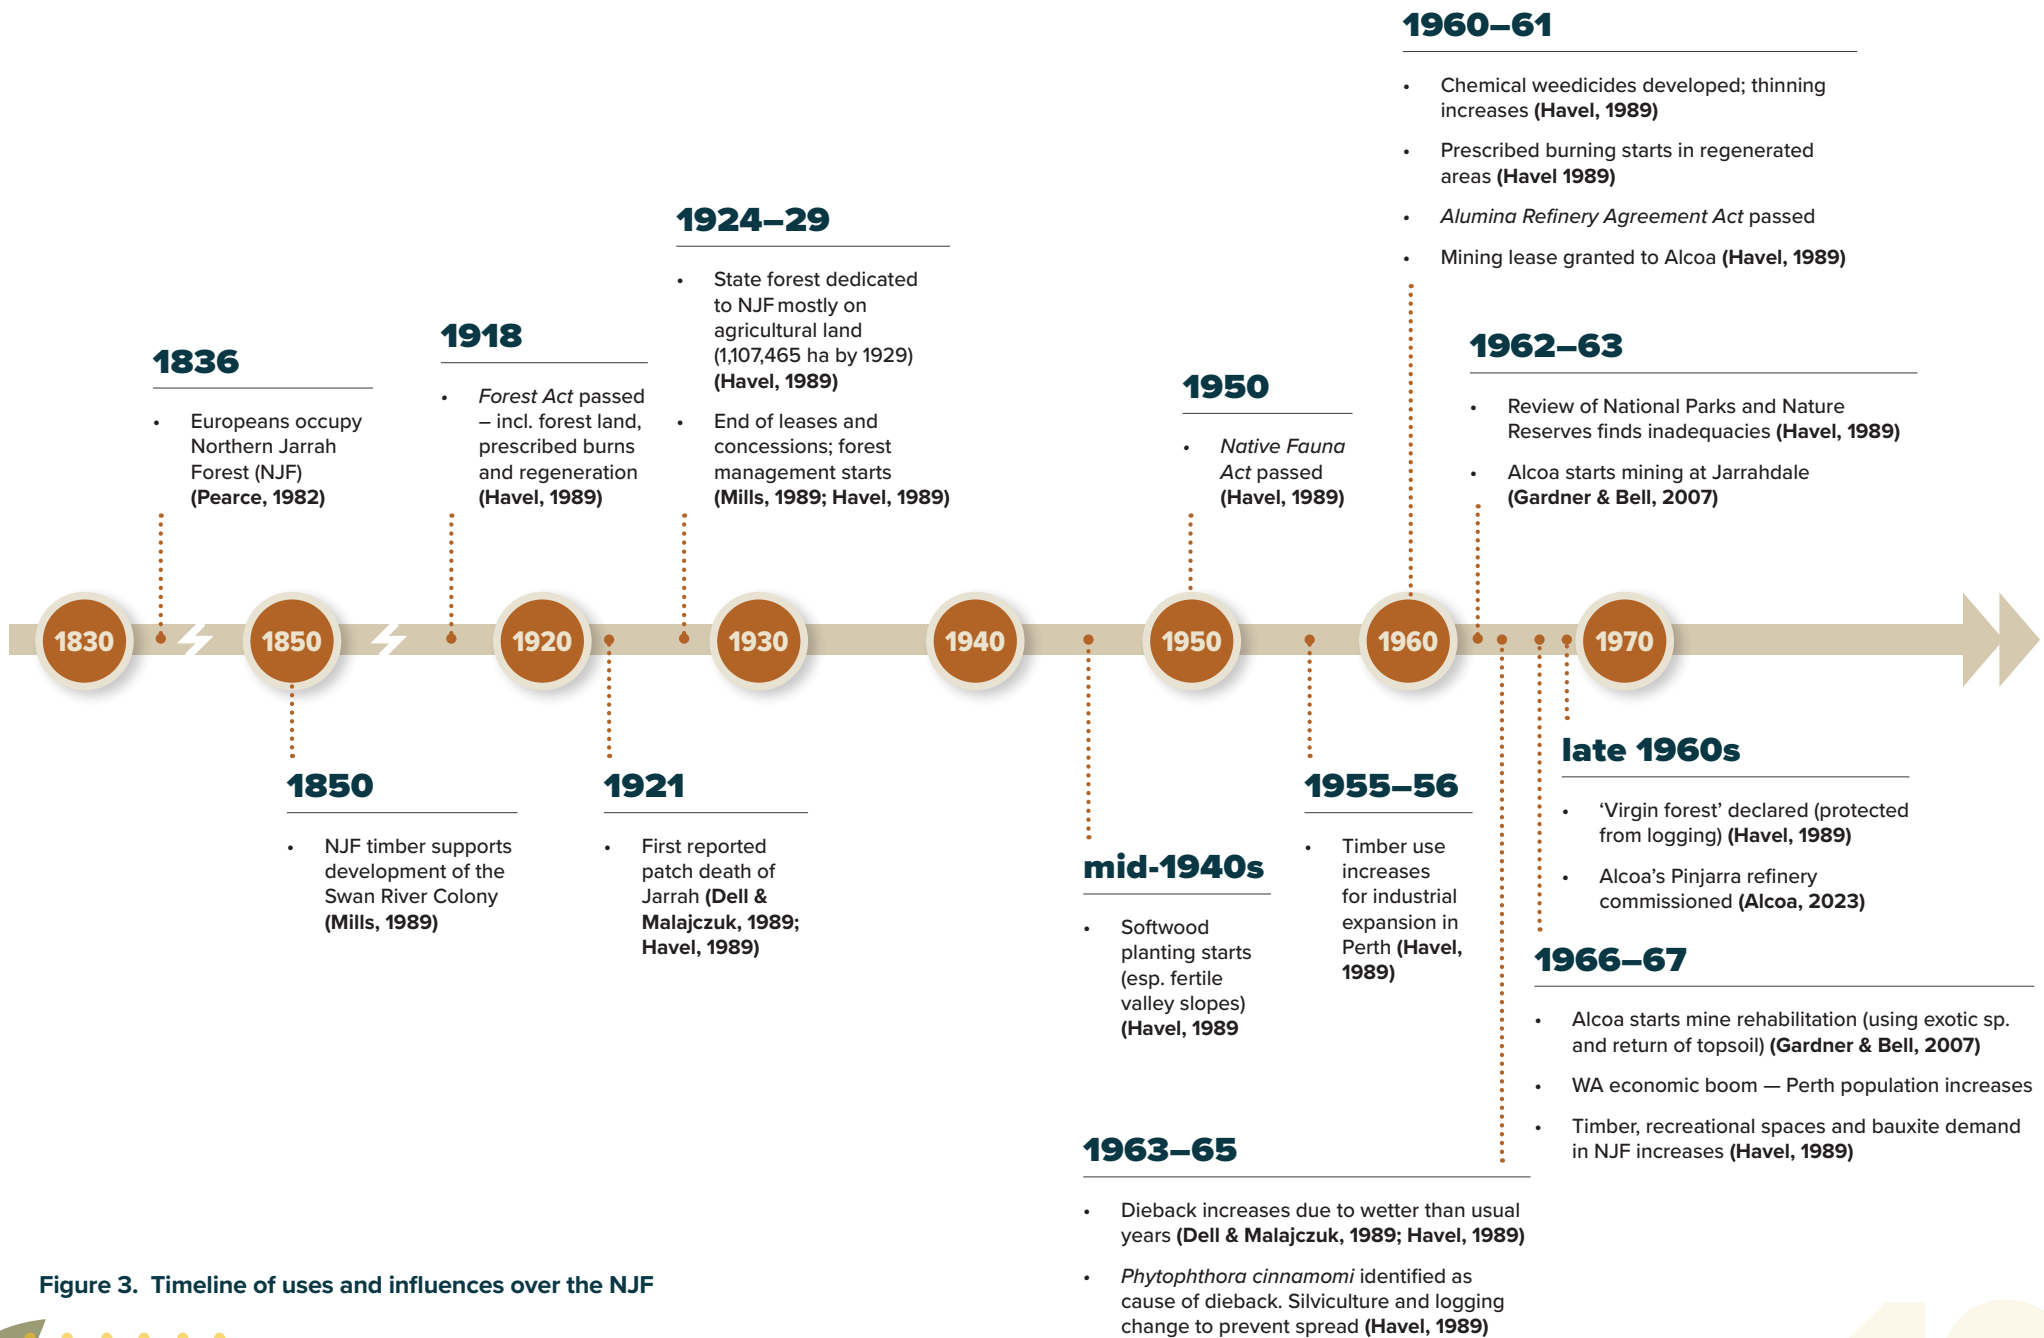 1960–61
• Chemical weedicides developed; thinning
increases (Havel, 1989)
• Prescribed burning starts in regenerated
areas (Havel 1989)
• Alumina Refinery Agreement Act passed
• Mining lease granted to Alcoa (Havel, 1989)
1924–29
• State forest dedicated
to NJF mostly on
agricultural land
(1,107,465 ha by 1929)
(Havel, 1989)
• End of leases and
concessions; forest
management starts
(Mills, 1989; Havel, 1989)
1918
• Forest Act passed
– incl. forest land,
prescribed burns
and regeneration
(Havel, 1989)
1836
• Europeans occupy
Northern Jarrah
Forest (NJF)
(Pearce, 1982)
1950
• Native Fauna
Act passed
(Havel, 1989)
1962–63
• Review of National Parks and Nature
Reserves finds inadequacies (Havel, 1989)
• Alcoa starts mining at Jarrahdale
(Gardner & Bell, 2007)
1830
1850
1920
1930
1940
1950
1960
1970
1850
• NJF timber supports
development of the
Swan River Colony
(Mills, 1989)
1921
• First reported
patch death of
Jarrah (Dell &
Malajczuk, 1989;
Havel, 1989)
mid-1940s
• Softwood
planting starts
(esp. fertile
valley slopes)
(Havel, 1989
1955–56
• Timber use
increases
for industrial
expansion in
Perth (Havel,
1989)
late 1960s
• ‘Virgin forest’ declared (protected
from logging) (Havel, 1989)
• Alcoa’s Pinjarra refinery
commissioned (Alcoa, 2023)
1966–67
• Alcoa starts mine rehabilitation (using exotic sp.
and return of topsoil) (Gardner & Bell, 2007)
• WA economic boom — Perth population increases
• Timber, recreational spaces and bauxite demand
in NJF increases (Havel, 1989)
1963–65
• Dieback increases due to wetter than usual
years (Dell & Malajczuk, 1989; Havel, 1989)
• Phytophthora cinnamomi identified as
cause of dieback. Silviculture and logging
change to prevent spread (Havel, 1989)
Figure 3. Timeline of uses and influences over the NJF